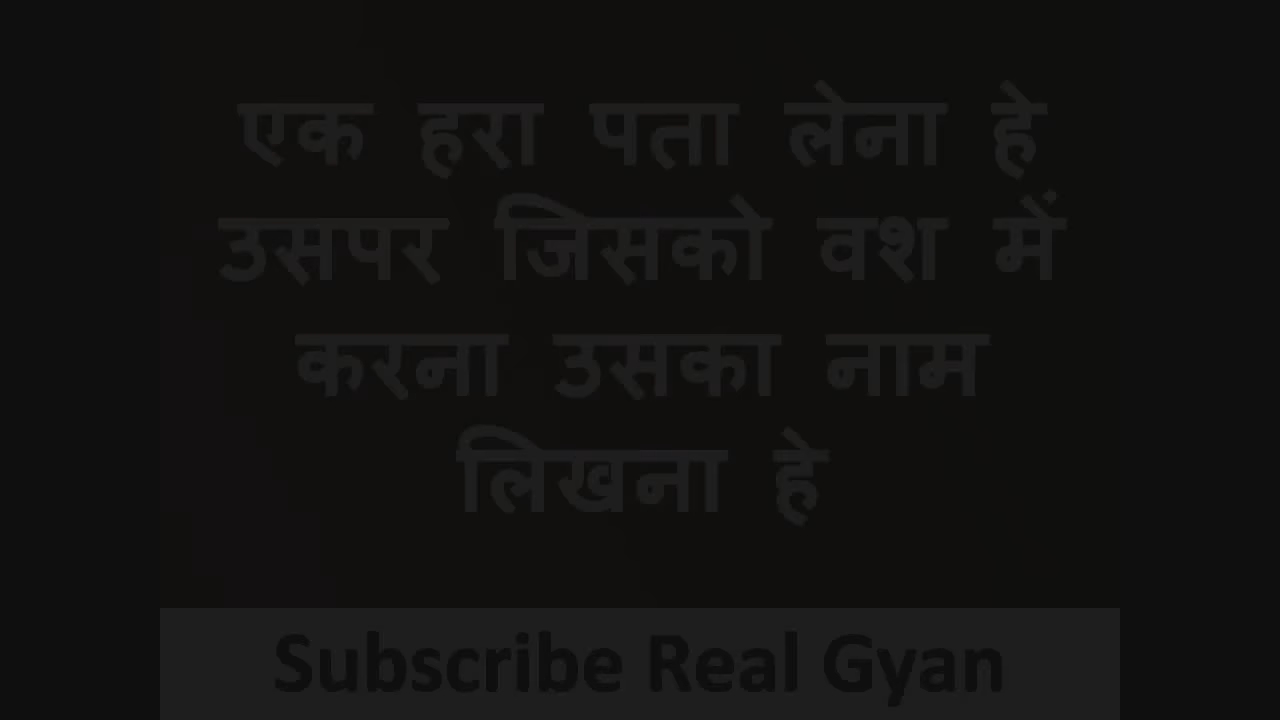 एक हरा पता लेना हे
उसपर जिसको वश में
करना उसका नाम
लिखना हे
Subscribe Real Gyan